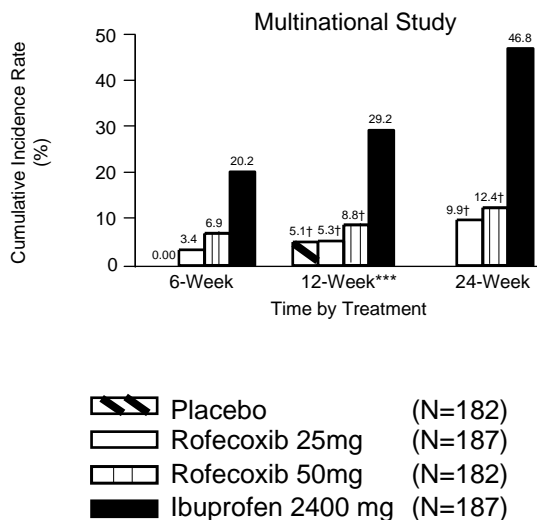 Multinational Study
Cumulative Incidence Rate
(%)
50
40
30
20
10
0
0.00
3.4
6.9
20.2
5.1†
5.3†
8.8†
29.2
9.9†
12.4†
46.8
6-Week
12-Week***
24-Week
Time by Treatment
Placebo (N=182)
Rofecoxib 25mg (N=187)
Rofecoxib 50mg (N=182)
Ibuprofen 2400 mg (N=187)